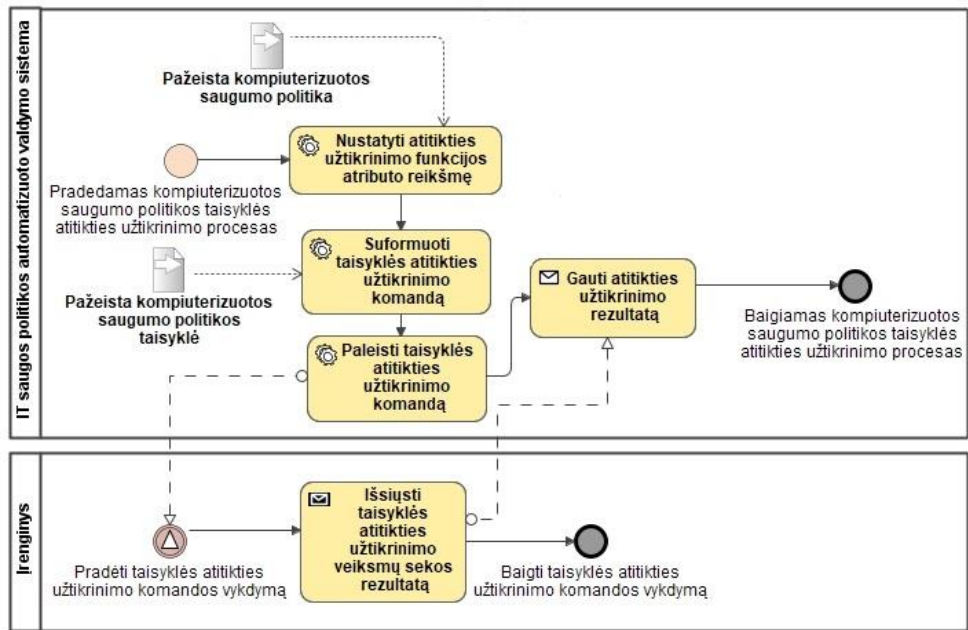 IT saugos politikos automatizuoto valdymo sistema
Pažeista kompiuterizuotos
saugumo politika
Nustatyti atitikties
užtikrinimo funkcijos
atributo reikšmę
Pradedamas kompiuterizuotos
saugumo politikos taisyklės
atitikties užtikrinimo procesas
Suformuoti
taisyklės atitikties
užtikrinimo
komandą
Pažeista kompiuterizuotos
saugumo politikos
taisyklė
Gauti atitikties
užtikrinimo
rezultatą
Baigiamas kompiuterizuotos
saugumo politikos taisyklės
atitikties užtikrinimo procesas
Paleisti taisyklės
atitikties
užtikrinimo
komandą
Įrenginys
Pradėti taisyklės atitikties
užtikrinimo komandos vykdymą
Išsiųsti
taisyklės
atitikties
užtikrinimo
veiksmų sekos
rezultatą
Baigti taisyklės atitikties
užtikrinimo komandos vykdymą